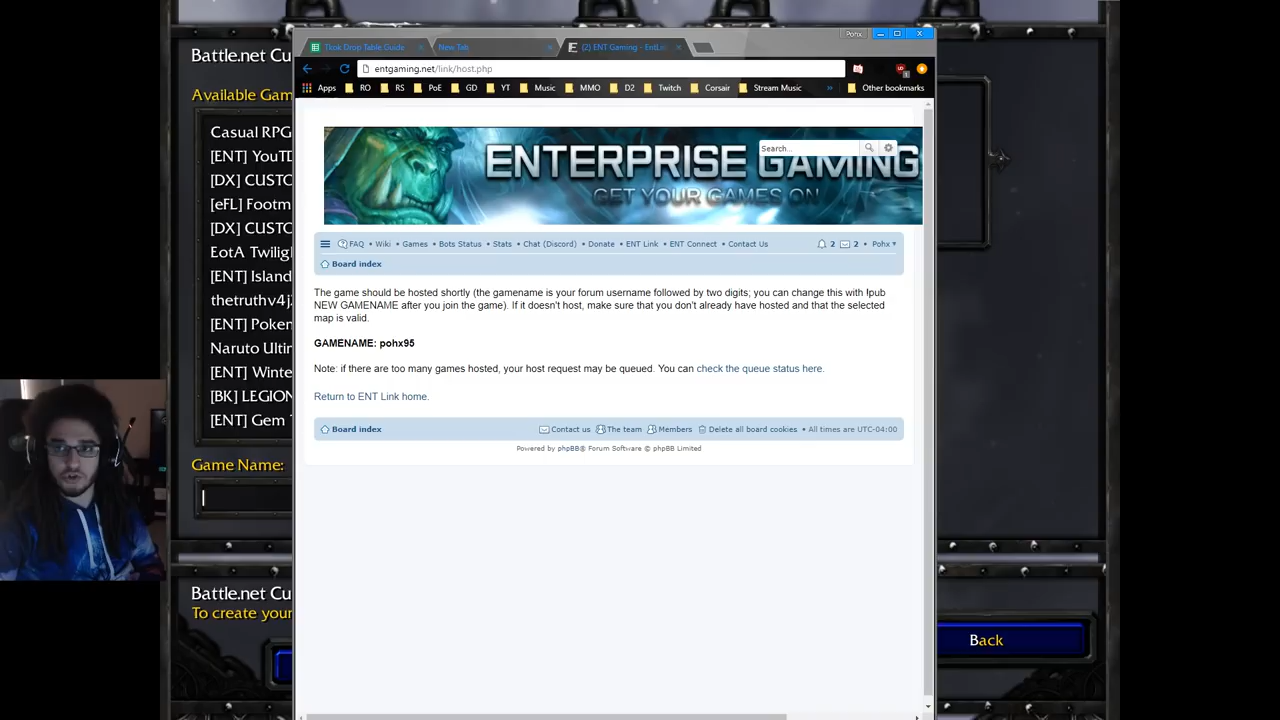 Battle.net Cu
Available Gam
Casual RPG
[ENT] YouTD
[DX] CUSTC
[eFL] Footm
[DX] CUSTC
EotA Twilig
[ENT] Island
thetruthv4j
[ENT] Pokem
Naruto Ultin
[ENT] Winte
[BK] LEGION
[ENT] Gem T
Game Name:
Battle.net Cu
To create your
Back
Tkok Drop Table Guide
New Tab
(2) ENT Gaming - EntLi
Pohx
entgaming.net/link/host.php
Apps RO RS PoE GD YT Music MMO D2 Twitch Corsair Stream Music » Other bookmarks
ENTERPRISE GAMING
GET YOUR GAMES ON
Search...
FAQ • Wiki • Games • Bots Status • Stats • Chat (Discord) • Donate • ENT Link • ENT Connect • Contact Us 2 2 • Pohx
Board index
The game should be hosted shortly (the gamename is your forum username followed by two digits; you can change this with !pub
NEW GAMENAME after you join the game). If it doesn't host, make sure that you don't already have hosted and that the selected
map is valid.
GAMENAME: pohx95
Note: if there are too many games hosted, your host request may be queued. You can check the queue status here.
Return to ENT Link home.
Board index Contact us The team Members Delete all board cookies • All times are UTC-04:00
Powered by phpBB® Forum Software © phpBB Limited